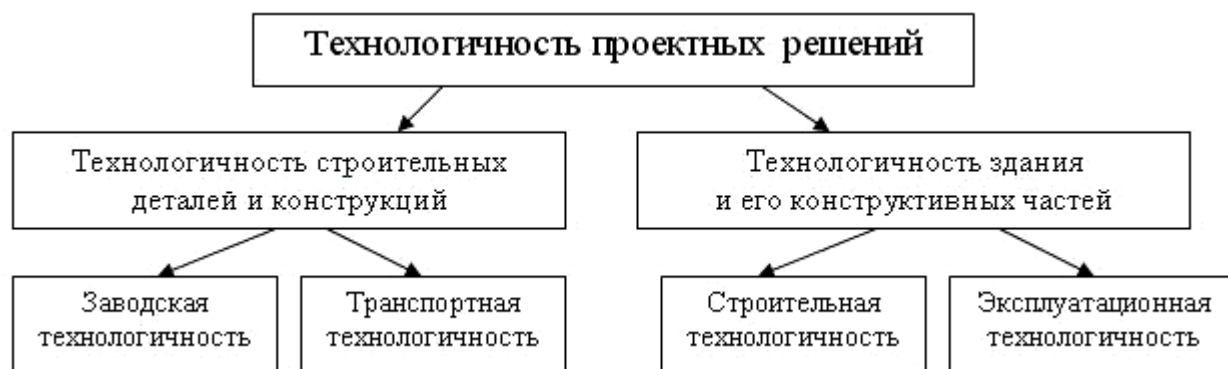 Технологичность проектных решений
Технологичность строительных
деталей и конструкций
Технологичность здания
и его конструктивных частей
Заводская
технологичность
Транспортная
технологичность
Строительная
технологичность
Эксплуатационная
технологичность